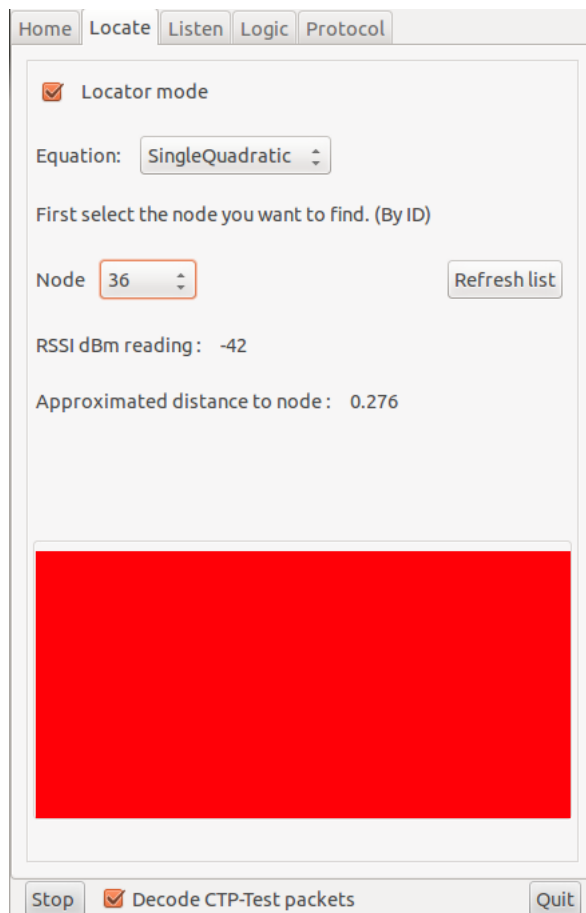 Home Locate Listen Logic Protocol
Locator mode
Equation: SingleQuadratic
First select the node you want to find. (By ID)
Node 36 Refresh list
RSSI dBm reading : -42
Approximated distance to node : 0.276
Stop Decode CTP-Test packets Quit